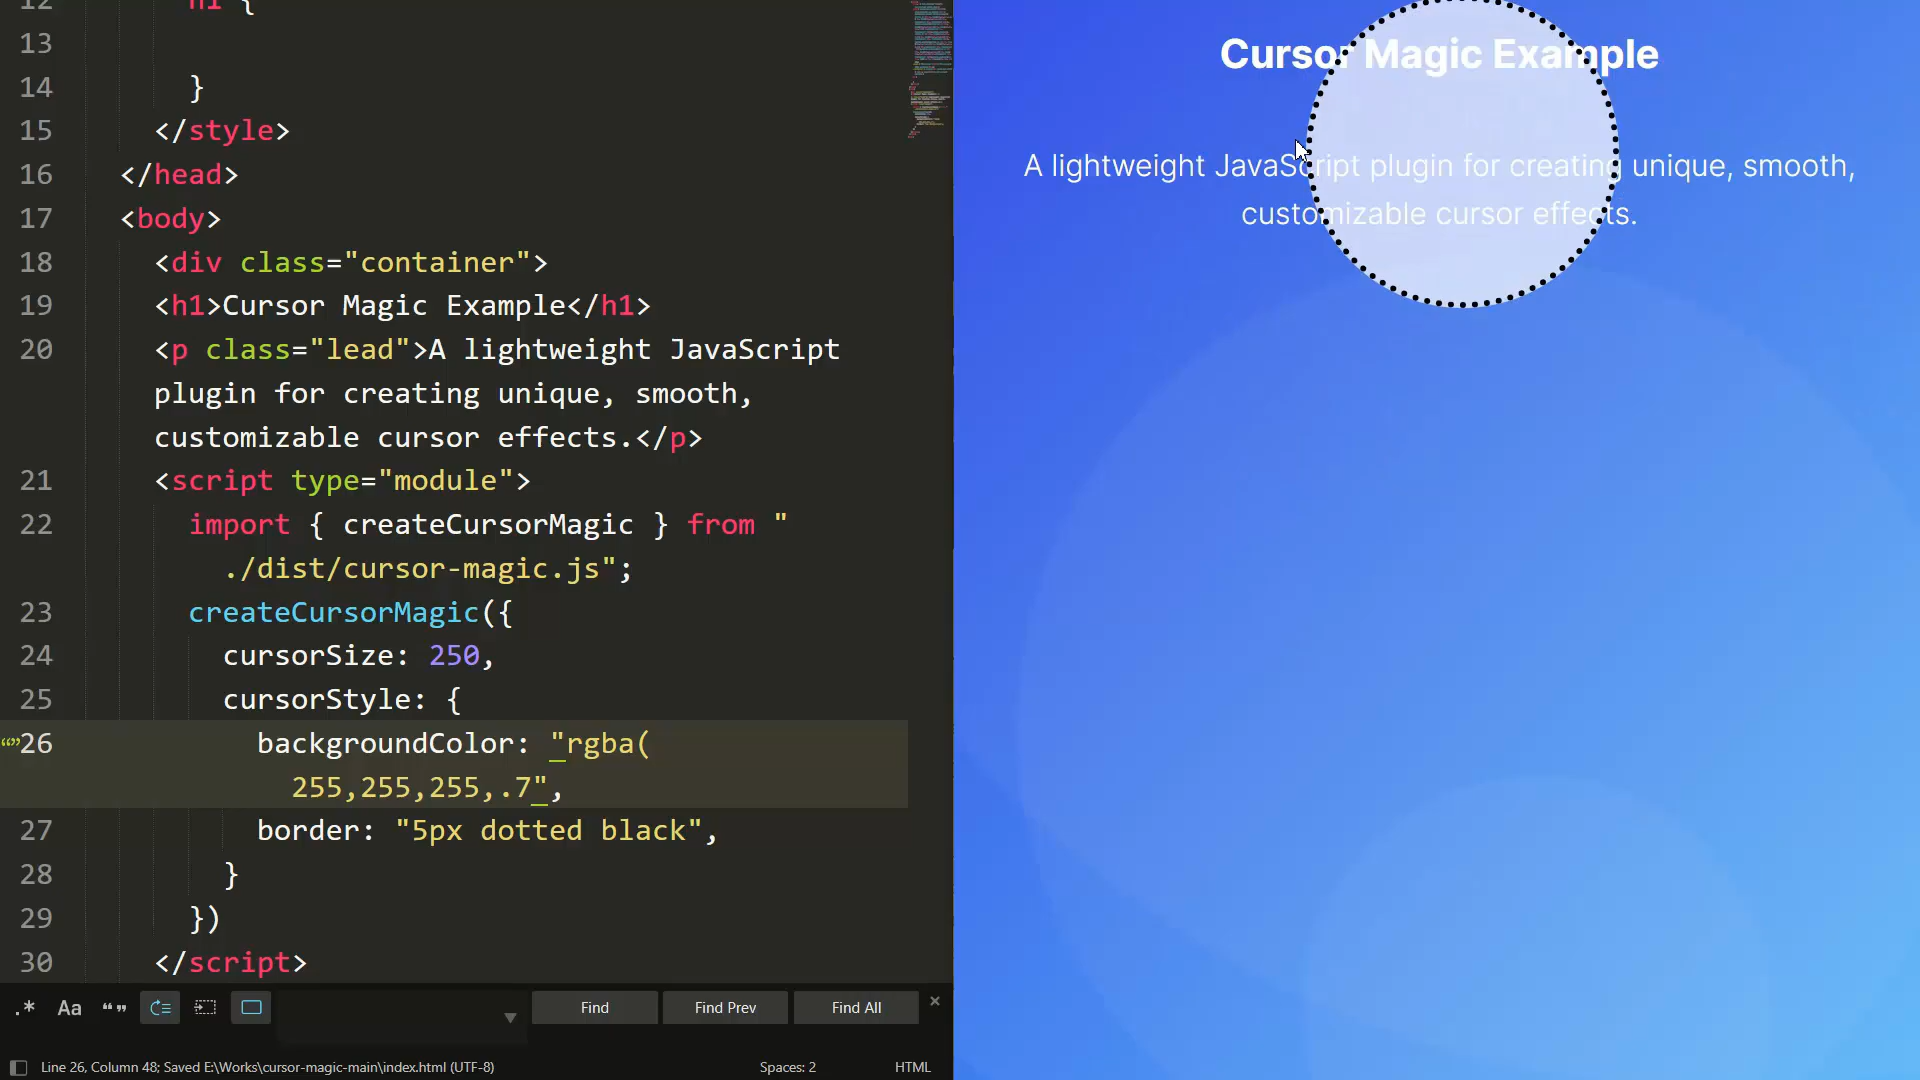 12 h1 {
13
14 }
15 </style>
16 </head>
17 <body>
18 <div class="container">
19 <h1>Cursor Magic Example</h1>
20 <p class="lead">A lightweight JavaScript
plugin for creating unique, smooth,
customizable cursor effects.</p>
21 <script type="module">
22 import { createCursorMagic } from "
./dist/cursor-magic.js";
23 createCursorMagic({
24 cursorSize: 250,
25 cursorStyle: {
26 backgroundColor: "rgba(
255,255,255,.7",
27 border: "5px dotted black",
28 }
29 })
30 </script>
.* Aa “”
Find
Find Prev
Find All
×
Line 26, Column 48; Saved E:\Works\cursor-magic-main\index.html (UTF-8)
Spaces: 2
HTML
Cursor Magic Example
A lightweight JavaScript plugin for creating unique, smooth,
customizable cursor effects.